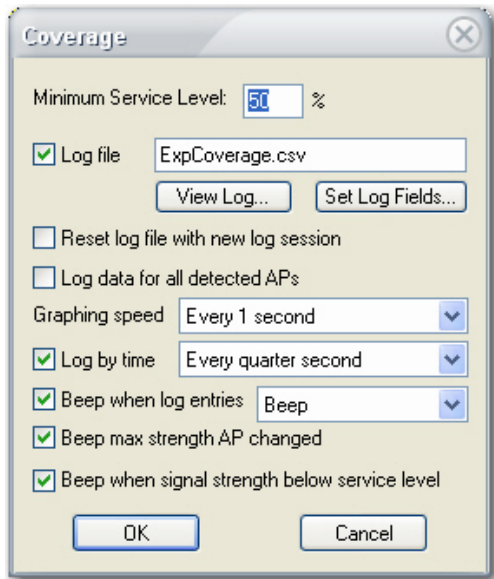 Coverage
Minimum Service Level: 50 %
Log file ExpCoverage.csv
View Log... Set Log Fields...
Reset log file with new log session
Log data for all detected APs
Graphing speed Every 1 second
Log by time Every quarter second
Beep when log entries Beep
Beep max strength AP changed
Beep when signal strength below service level
OK Cancel